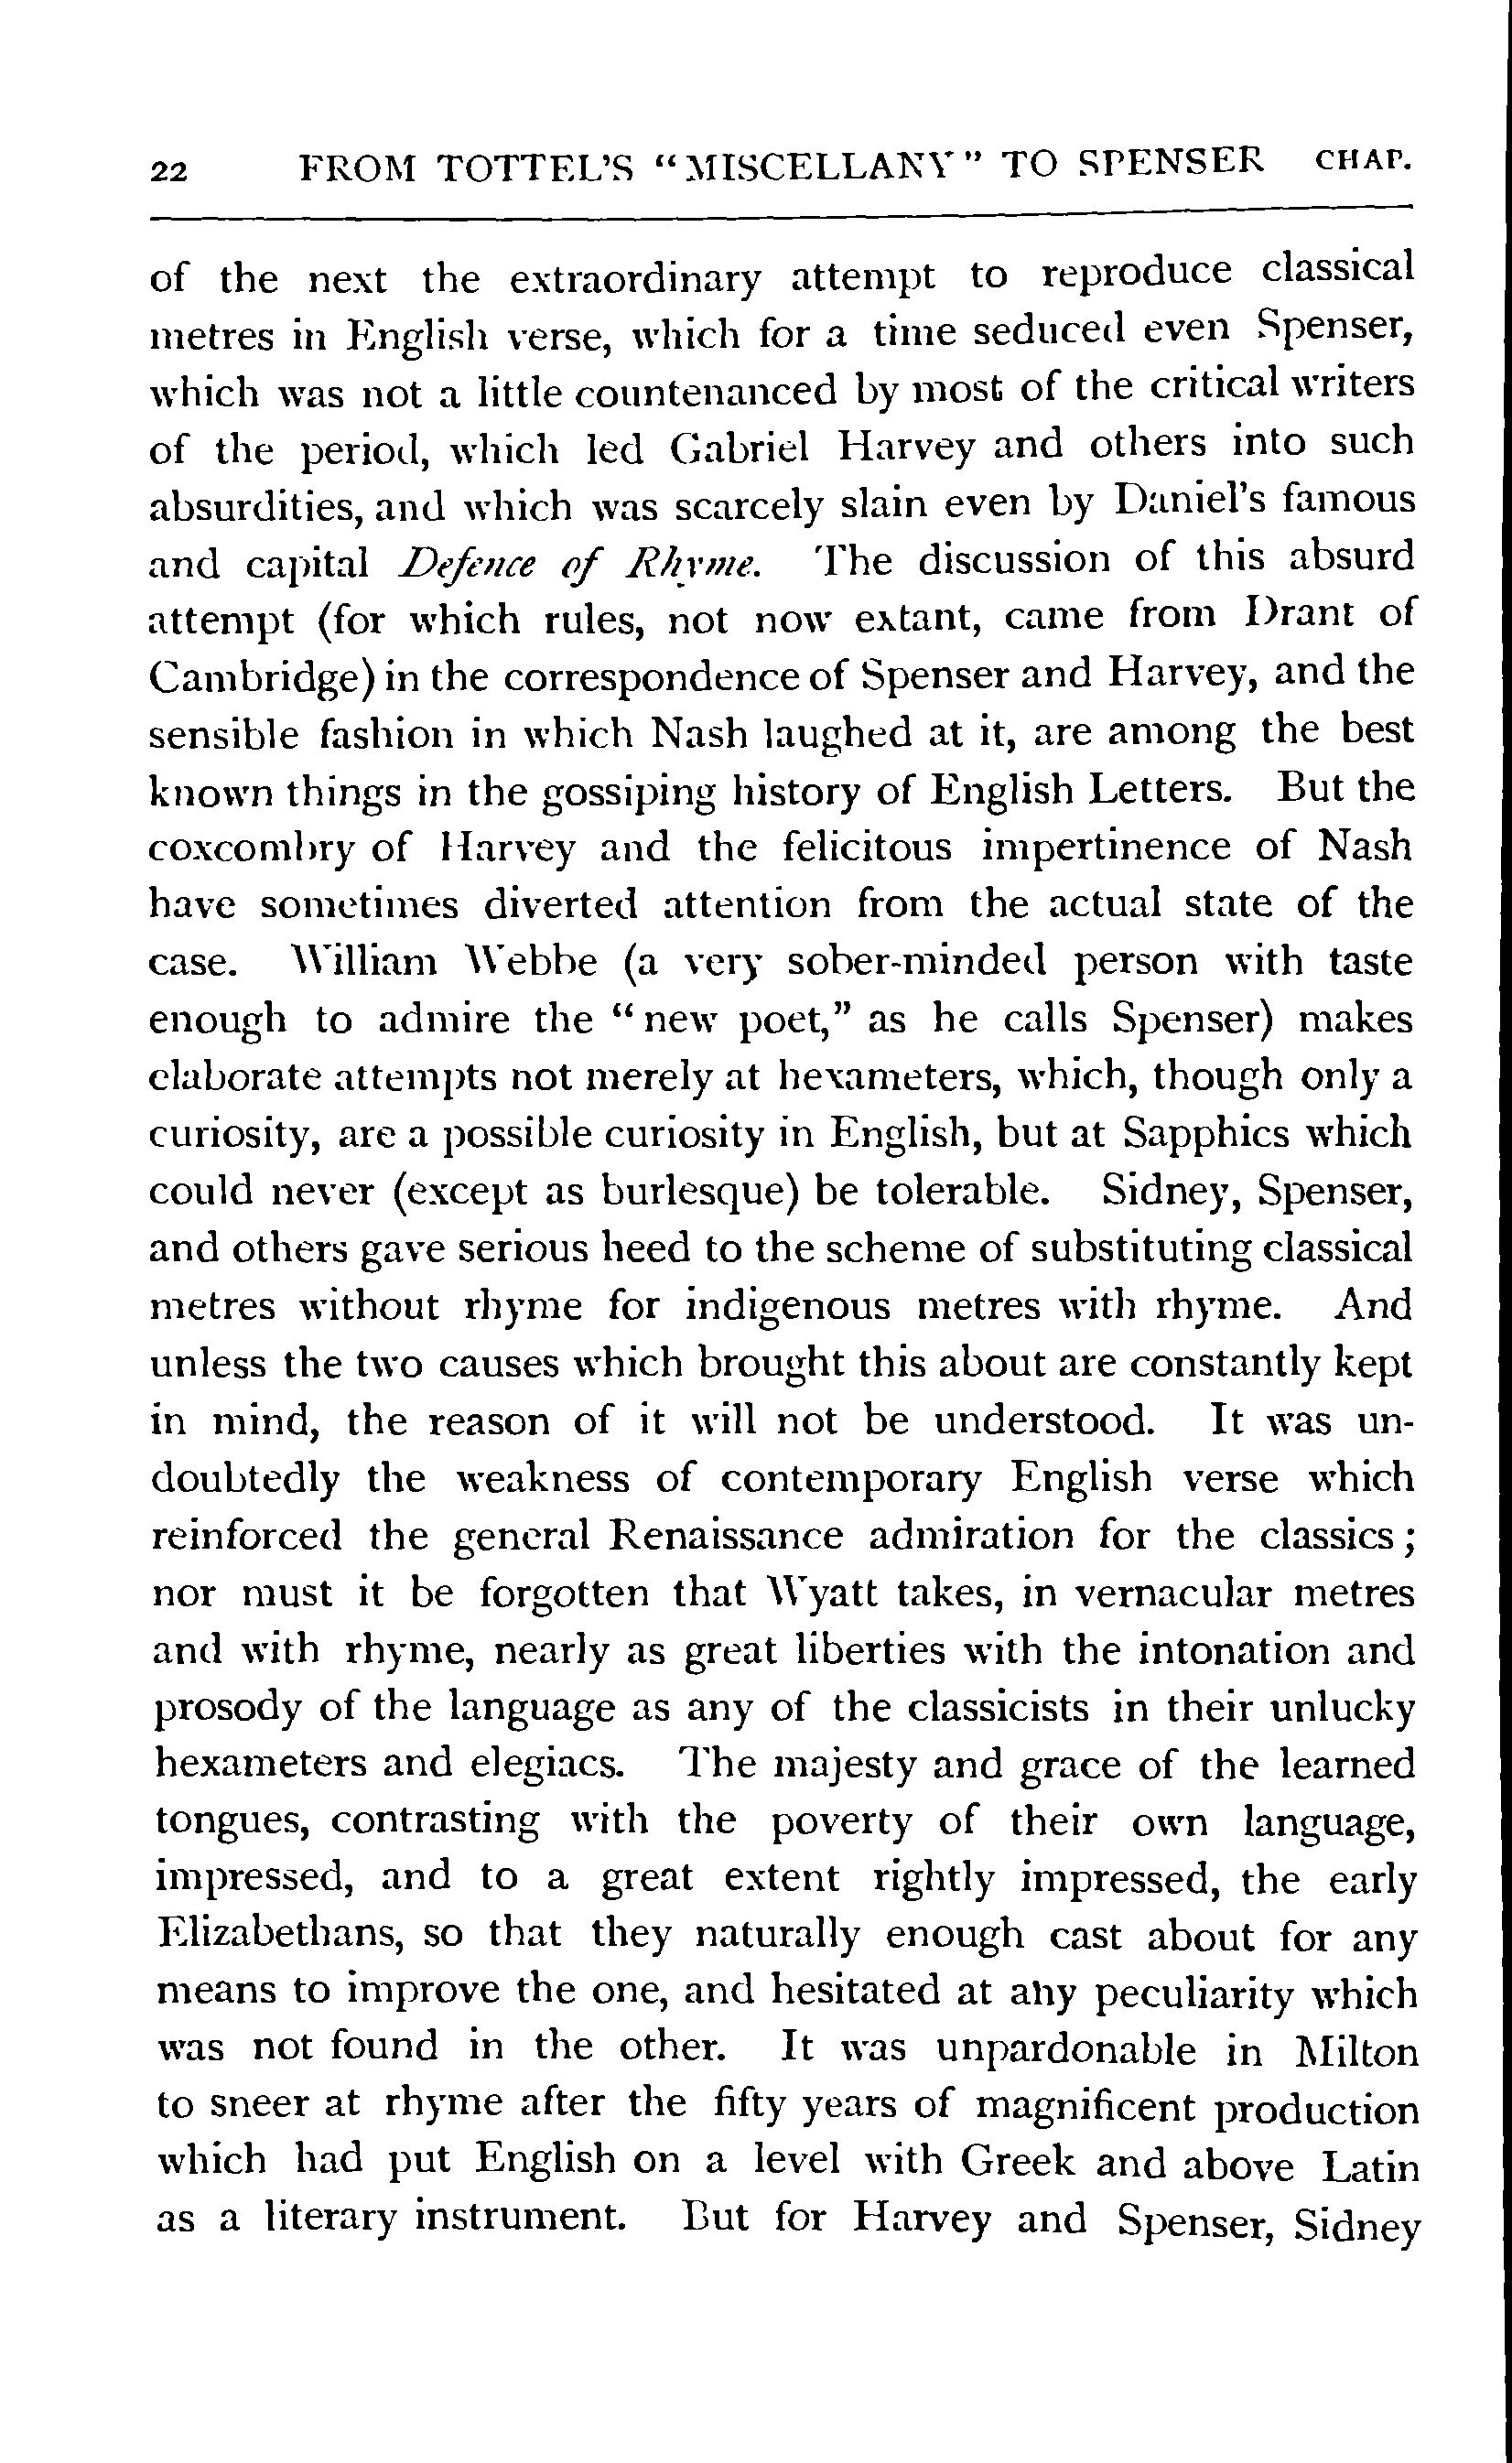 22 FROM TOTTEL'S "MISCELLANY" TO SPENSER CHAP.
of the next the extraordinary attempt to reproduce classical
metres in English verse, which for a time seduced even Spenser,
which was not a little countenanced by most of the critical writers
of the period, which led Gabriel Harvey and others into such
absurdities, and which was scarcely slain even by Daniel's famous
and capital Defence of Rhyme. The discussion of this absurd
attempt (for which rules, not now extant, came from Drant of
Cambridge) in the correspondence of Spenser and Harvey, and the
sensible fashion in which Nash laughed at it, are among the best
known things in the gossiping history of English Letters. But the
coxcombry of Harvey and the felicitous impertinence of Nash
have sometimes diverted attention from the actual state of the
case. William Webbe (a very sober-minded person with taste
enough to admire the "new poet," as he calls Spenser) makes
elaborate attempts not merely at hexameters, which, though only a
curiosity, are a possible curiosity in English, but at Sapphics which
could never (except as burlesque) be tolerable. Sidney, Spenser,
and others gave serious heed to the scheme of substituting classical
metres without rhyme for indigenous metres with rhyme. And
unless the two causes which brought this about are constantly kept
in mind, the reason of it will not be understood. It was un-
doubtedly the weakness of contemporary English verse which
reinforced the general Renaissance admiration for the classics;
nor must it be forgotten that Wyatt takes, in vernacular metres
and with rhyme, nearly as great liberties with the intonation and
prosody of the language as any of the classicists in their unlucky
hexameters and elegiacs. The majesty and grace of the learned
tongues, contrasting with the poverty of their own language,
impressed, and to a great extent rightly impressed, the early
Elizabethans, so that they naturally enough cast about for any
means to improve the one, and hesitated at any peculiarity which
was not found in the other. It was unpardonable in Milton
to sneer at rhyme after the fifty years of magnificent production
which had put English on a level with Greek and above Latin
as a literary instrument. But for Harvey and Spenser, Sidney